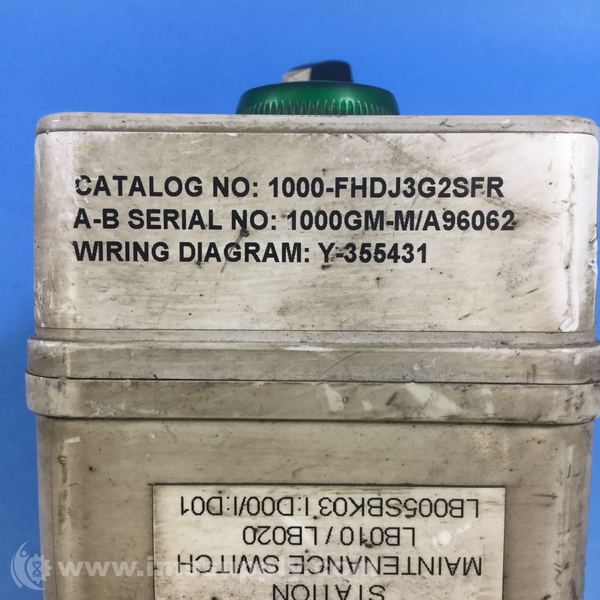 CATALOG NO: 1000-FHDJ3G2SFR
A-B SERIAL NO: 1000GM-M/A96062
WIRING DIAGRAM: Y-355431
STATION
MAINTENANCE SWITCH
LB010 / LB020
LB005SBK03 I:D00/I:D01